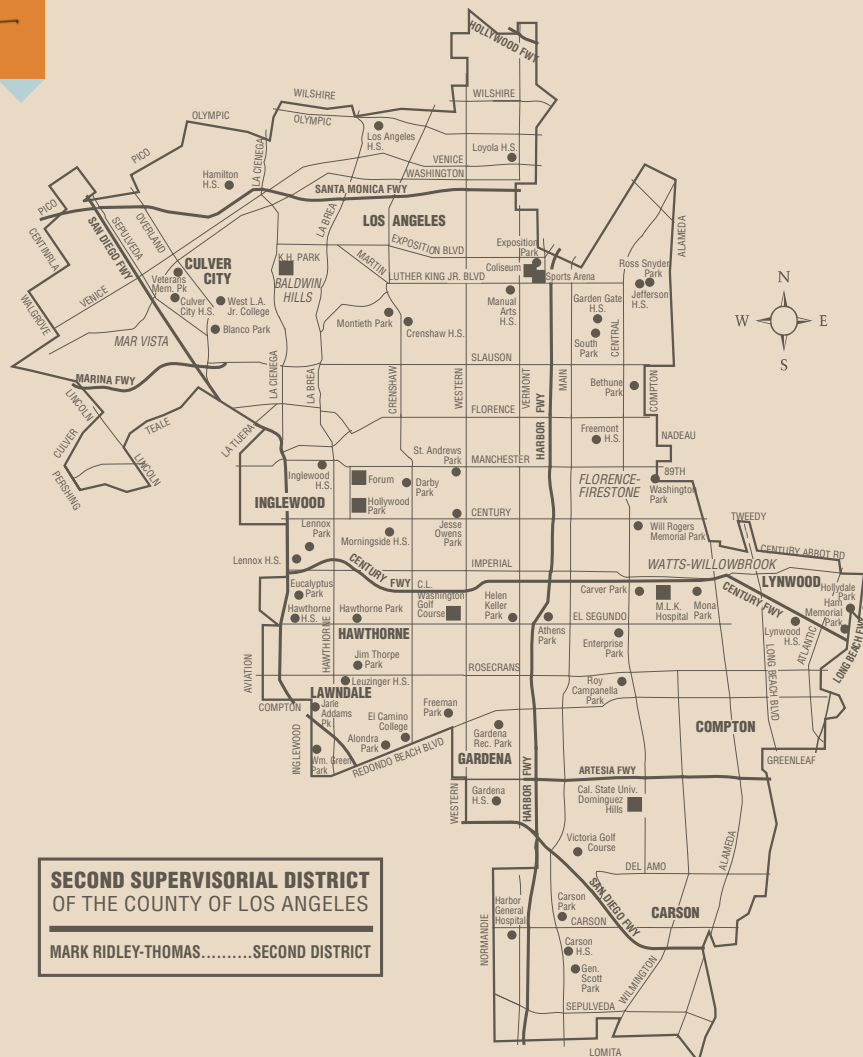 HOLLYWOOD FWY
WILSHIRE
WILSHIRE
OLYMPIC
OLYMPIC
Los Angeles
H.S.
Loyola H.S.
PICO
LA CIENEGA
VENICE
WASHINGTON
Hamilton
H.S.
SANTA MONICA FWY
PICO
CENTINRLA
SAN DIEGO FWY
SEPULVEDA
OVERLAND
LA BREA
LOS ANGELES
ALAMEDA
EXPOSITION BLVD
Exposition
Park
MARTIN
LUTHER KING JR. BLVD
Coliseum
Sports Arena
Ross Snyder
Park
Jefferson
H.S.
CULVER
CITY
K.H. PARK
BALDWIN
HILLS
Veterans
Mem. Pk
Culver
City H.S.
West L.A.
Jr. College
Blanco Park
VENICE
WALGROVE
MAR VISTA
Montieth Park
Crenshaw H.S.
Manual
Arts
H.S.
Garden Gate
H.S.
South
Park
CENTRAL
N
W
E
S
SLAUSON
MARINA FWY
LA CIENEGA
LA BREA
CRENSHAW
WESTERN
VERMONT
HARBOR FWY
MAIN
Bethune
Park
COMPTON
LINCOLN
CULVER
TEALE
LINCOLN
PERSHING
LA TIJERA
FLORENCE
Freemont
H.S.
NADEAU
St. Andrews
Park
MANCHESTER
89TH
Inglewood
H.S.
Forum
Darby
Park
FLORENCE-
FIRESTONE
Washington
Park
INGLEWOOD
Hollywood
Park
CENTURY
TWEEDY
Lennox
Park
Morningside H.S.
Jesse
Owens
Park
Will Rogers
Memorial Park
CENTURY ABBOT RD
Lennox H.S.
IMPERIAL
WATTS-WILLOWBROOK
CENTURY FWY
LYNWOOD
Hollydale
Park
Eucalyptus
Park
C.L.
Washington
Golf
Course
Helen
Keller
Park
Carver Park
M.L.K.
Hospital
Mona
Park
CENTURY FWY
Ham
Memorial
Park
Hawthorne
H.S.
Hawthorne Park
EL SEGUNDO
Lynwood
H.S.
HAWTHORNE
HAWTHORNE
Athens
Park
Enterprise
Park
LONG BEACH BLVD
ATLANTIC
LONG BEACH FWY
AVIATION
Jim Thorpe
Park
ROSECRANS
Leuzinger H.S.
Roy
Campanella
Park
LAWNDALE
COMPTON
Jarle
Addams
Pk
El Camino
College
Freeman
Park
COMPTON
INGLEWOOD
Alondra
Park
Gardena
Rec. Park
Wm. Green
Park
REDONDO BEACH BLVD
GARDENA
GREENLEAF
ARTESIA FWY
WESTERN
Gardena
H.S.
HARBOR FWY
Cal. State Univ.
Dominguez
Hills
Victoria Golf
Course
DEL AMO
ALAMEDA
SAN DIEGO FWY
Harbor
General
Hospital
NORMANDIE
Carson
Park
CARSON
CARSON
Carson
H.S.
Gen.
Scott
Park
WILMINGTON
SEPULVEDA
LOMITA
SECOND SUPERVISORIAL DISTRICT
OF THE COUNTY OF LOS ANGELES
MARK RIDLEY-THOMAS..........SECOND DISTRICT